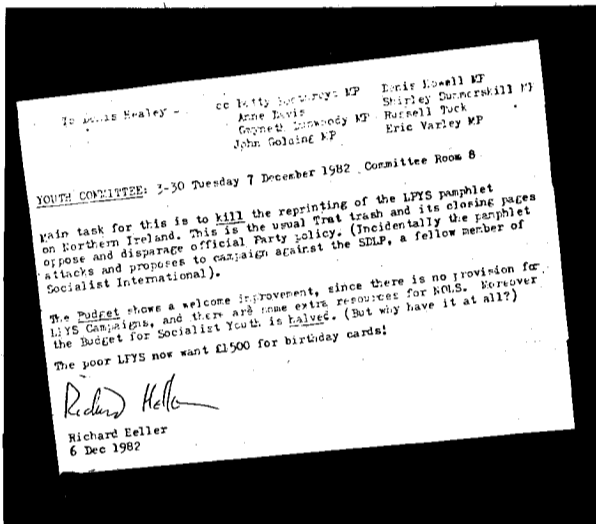 To Denis Healey - cc Betty Boothroyd MP Denis Howell MP
Anne Davis Shirley Summerskill MP
Gwyneth Dunwoody MP Russell Tuck
John Golding MP Eric Varley MP
YOUTH COMMITTEE: 3-30 Tuesday 7 December 1982 Committee Room 8
Main task for this is to kill the reprinting of the LPYS pamphlet
on Northern Ireland. This is the usual Trot trash and its closing pages
oppose and disparage official Party policy. (Incidentally the pamphlet
attacks and proposes to campaign against the SDLP, a fellow member of
Socialist International).
The Budget shows a welcome improvement, since there is no provision for
LPYS Campaigns, and there are some extra resources for NOLS. Moreover
the Budget for Socialist Youth is halved. (But why have it at all?)
The poor LPYS now want £1500 for birthday cards!
Richard Heller
Richard Heller
6 Dec 1982